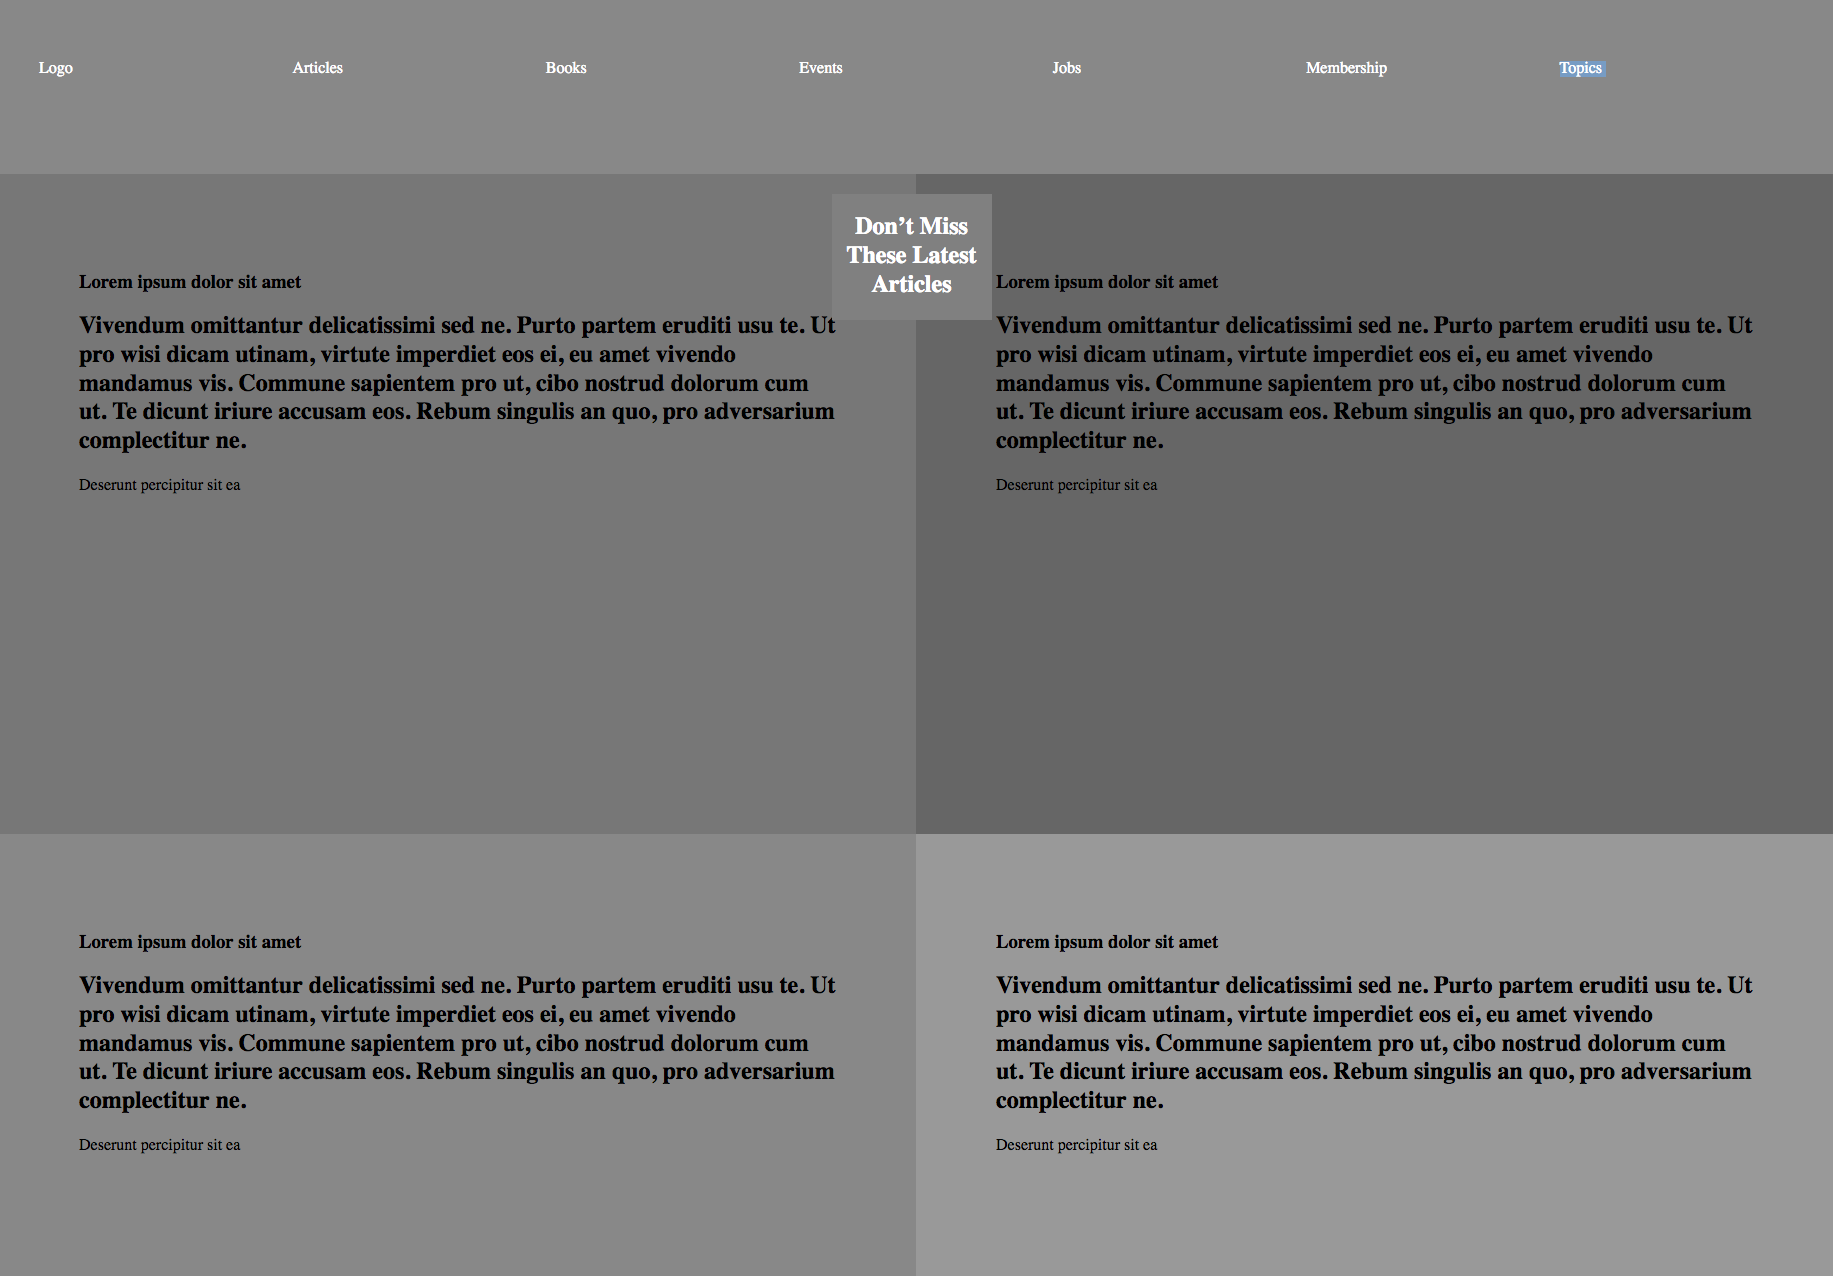 Logo Articles Books Events Jobs Membership Topics
Don’t Miss
These Latest
Articles
Lorem ipsum dolor sit amet
Vivendum omittantur delicatissimi sed ne. Purto partem eruditi usu te. Ut
pro wisi dicam utinam, virtute imperdiet eos ei, eu amet vivendo
mandamus vis. Commune sapientem pro ut, cibo nostrud dolorum cum
ut. Te dicunt iriure accusam eos. Rebum singulis an quo, pro adversarium
complectitur ne.
Deserunt percipitur sit ea
Lorem ipsum dolor sit amet
Vivendum omittantur delicatissimi sed ne. Purto partem eruditi usu te. Ut
pro wisi dicam utinam, virtute imperdiet eos ei, eu amet vivendo
mandamus vis. Commune sapientem pro ut, cibo nostrud dolorum cum
ut. Te dicunt iriure accusam eos. Rebum singulis an quo, pro adversarium
complectitur ne.
Deserunt percipitur sit ea
Lorem ipsum dolor sit amet
Vivendum omittantur delicatissimi sed ne. Purto partem eruditi usu te. Ut
pro wisi dicam utinam, virtute imperdiet eos ei, eu amet vivendo
mandamus vis. Commune sapientem pro ut, cibo nostrud dolorum cum
ut. Te dicunt iriure accusam eos. Rebum singulis an quo, pro adversarium
complectitur ne.
Deserunt percipitur sit ea
Lorem ipsum dolor sit amet
Vivendum omittantur delicatissimi sed ne. Purto partem eruditi usu te. Ut
pro wisi dicam utinam, virtute imperdiet eos ei, eu amet vivendo
mandamus vis. Commune sapientem pro ut, cibo nostrud dolorum cum
ut. Te dicunt iriure accusam eos. Rebum singulis an quo, pro adversarium
complectitur ne.
Deserunt percipitur sit ea